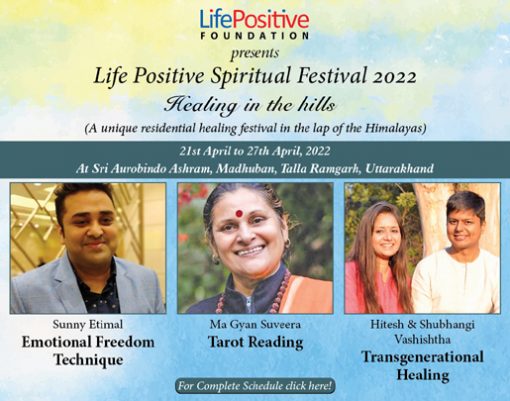 LifePositive
FOUNDATION
presents
Life Positive Spiritual Festival 2022
Healing in the hills
(A unique residential healing festival in the lap of the Himalayas)
21st April to 27th April, 2022
At Sri Aurobindo Ashram, Madhuban, Talla Ramgarh, Uttarakhand
Sunny Etimal
Emotional Freedom
Technique
Ma Gyan Suveera
Tarot Reading
Hitesh & Shubhangi
Vashishtha
Transgenerational
Healing
For Complete Schedule click here!